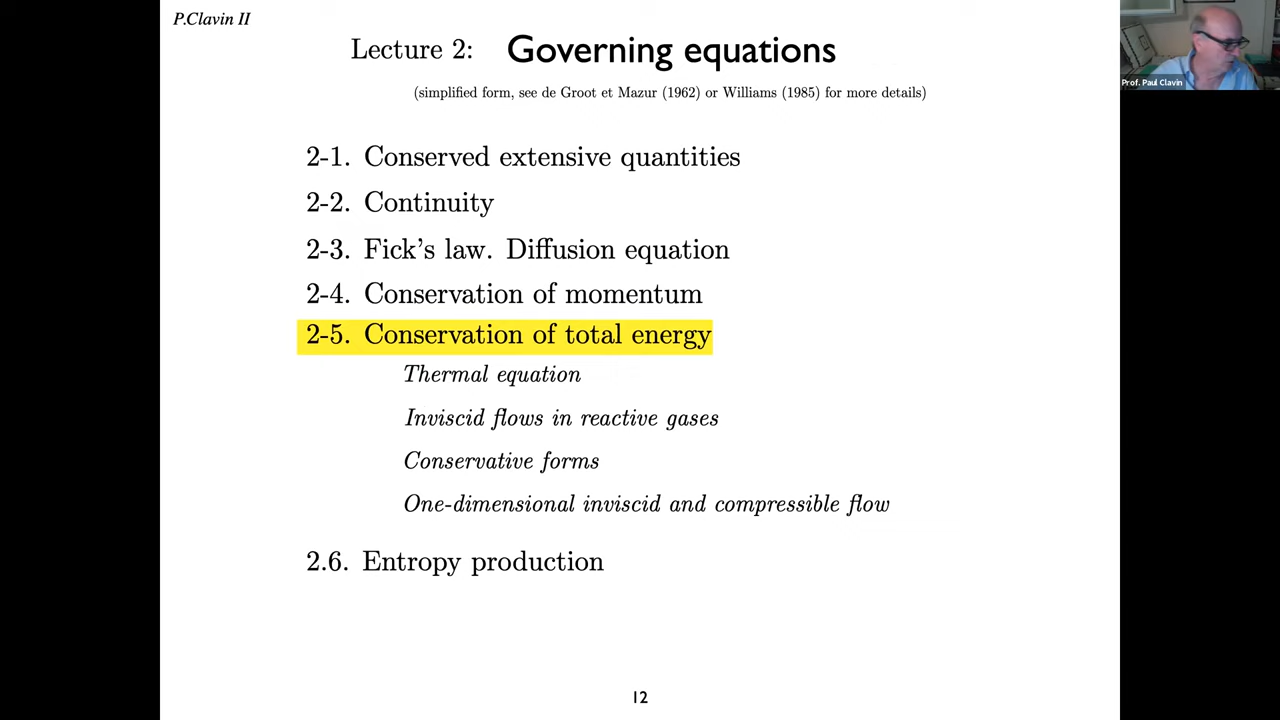 P.Clavin II
Lecture 2: Governing equations
(simplified form, see de Groot et Mazur (1962) or Williams (1985) for more details)
2-1. Conserved extensive quantities
2-2. Continuity
2-3. Fick's law. Diffusion equation
2-4. Conservation of momentum
2-5. Conservation of total energy
Thermal equation
Inviscid flows in reactive gases
Conservative forms
One-dimensional inviscid and compressible flow
2.6. Entropy production
12
Prof. Paul Clavin